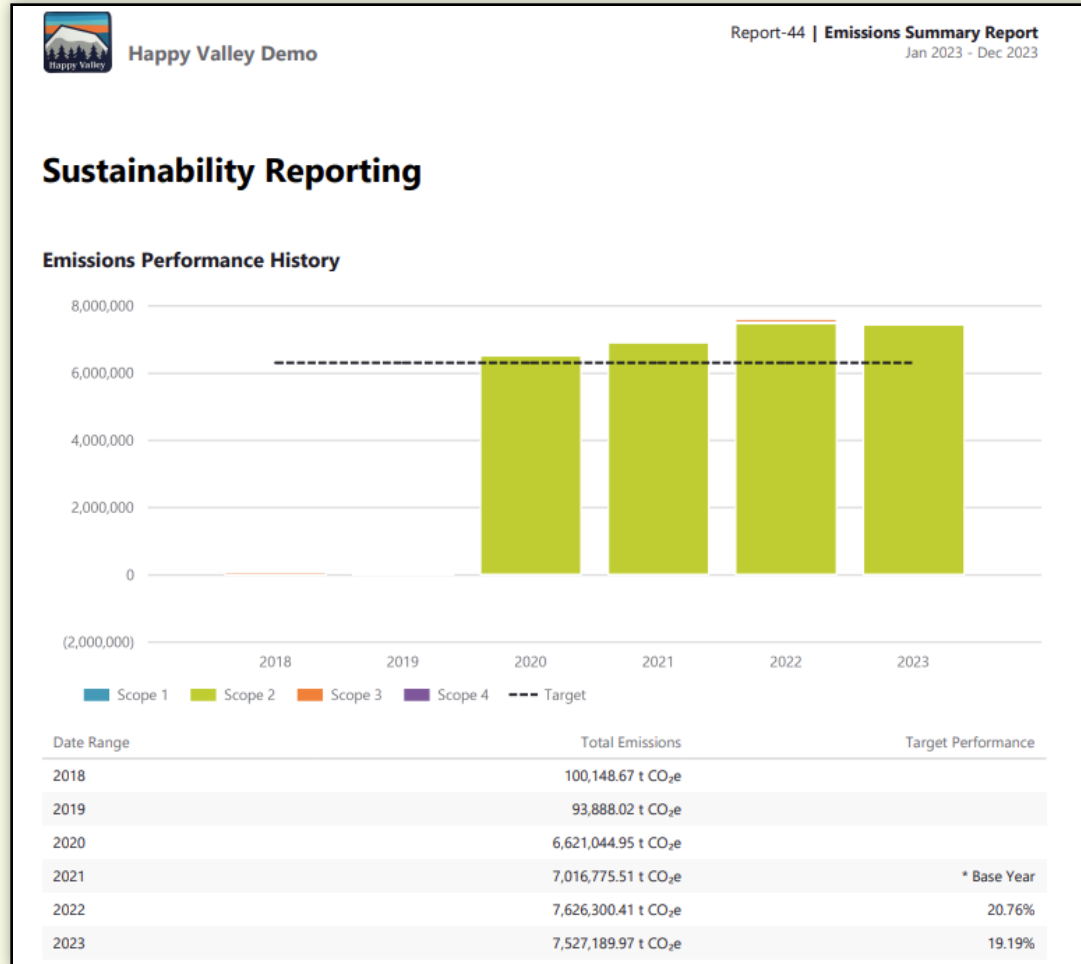 Happy Valley
Happy Valley Demo
Report-44 | Emissions Summary Report
Jan 2023 - Dec 2023
Sustainability Reporting
Emissions Performance History
8,000,000
6,000,000
4,000,000
2,000,000
0
(2,000,000)
2018 2019 2020 2021 2022 2023
Scope 1 Scope 2 Scope 3 Scope 4 Target
Date Range Total Emissions Target Performance
2018 100,148.67 t CO₂e
2019 93,888.02 t CO₂e
2020 6,621,044.95 t CO₂e
2021 7,016,775.51 t CO₂e * Base Year
2022 7,626,300.41 t CO₂e 20.76%
2023 7,527,189.97 t CO₂e 19.19%